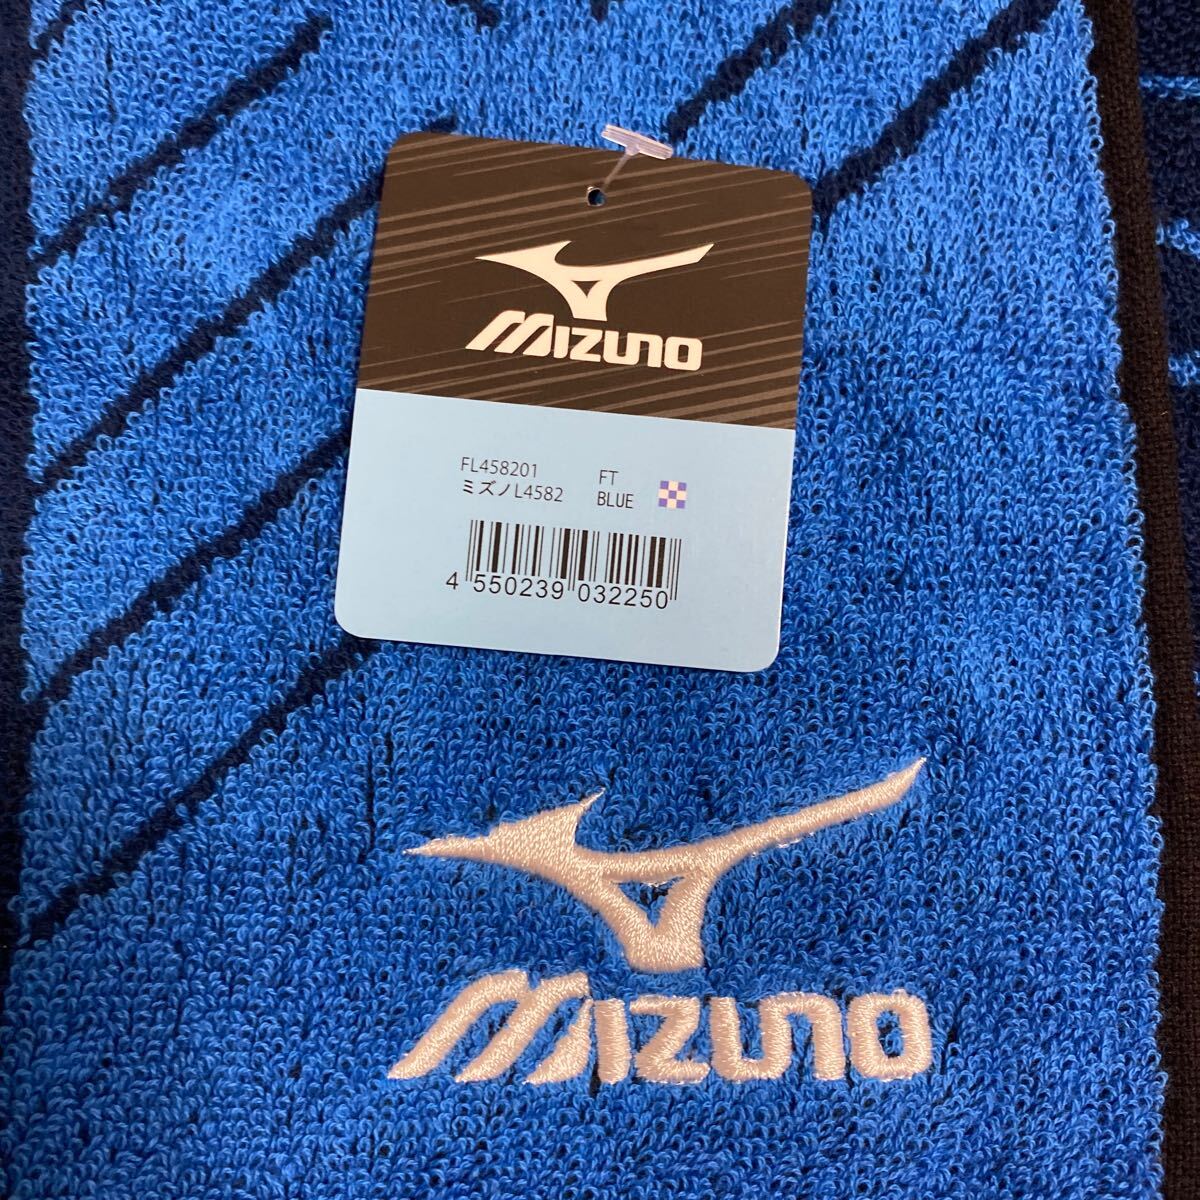 MIZUNO
FL458201 FT
ミズノL4582 BLUE
4 550239 032250
MIZUNO